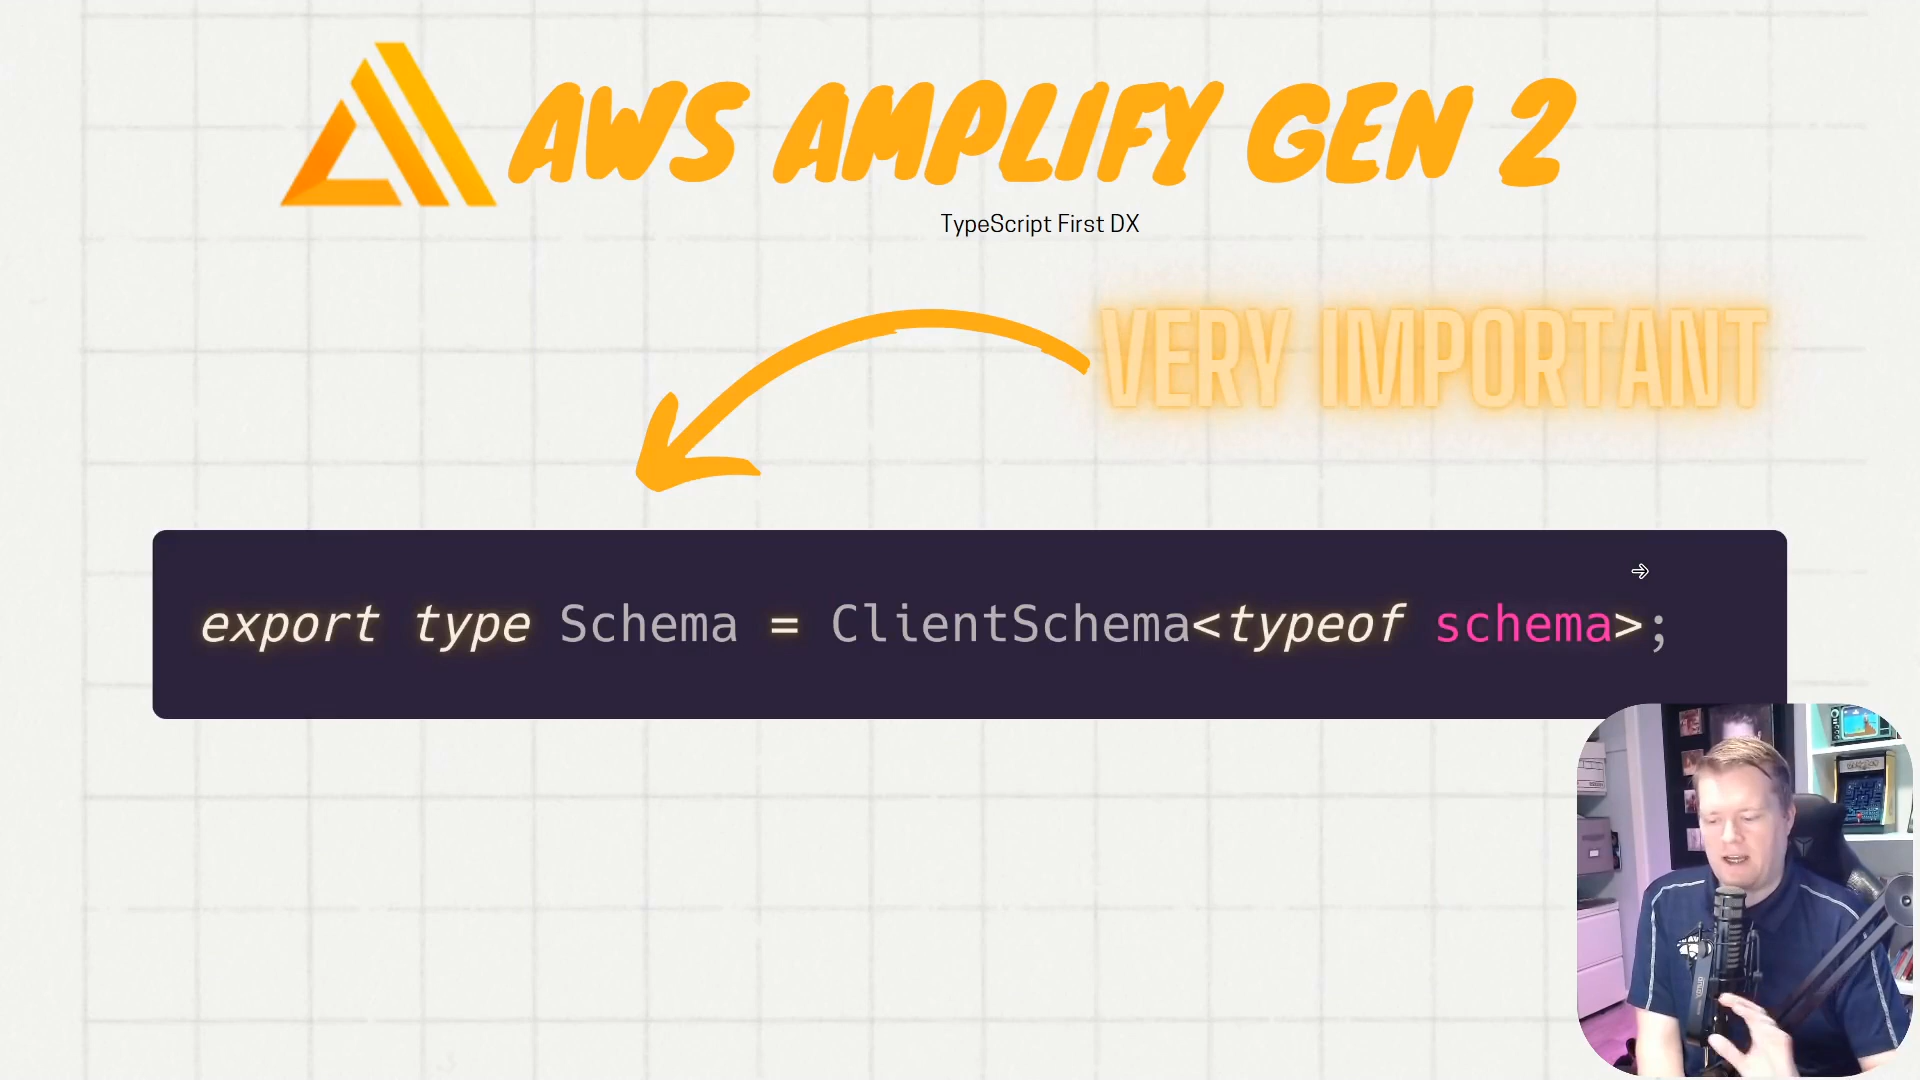 AWS AMPLIFY GEN 2
TypeScript First DX
VERY IMPORTANT
export type Schema = ClientSchema<typeof schema>;